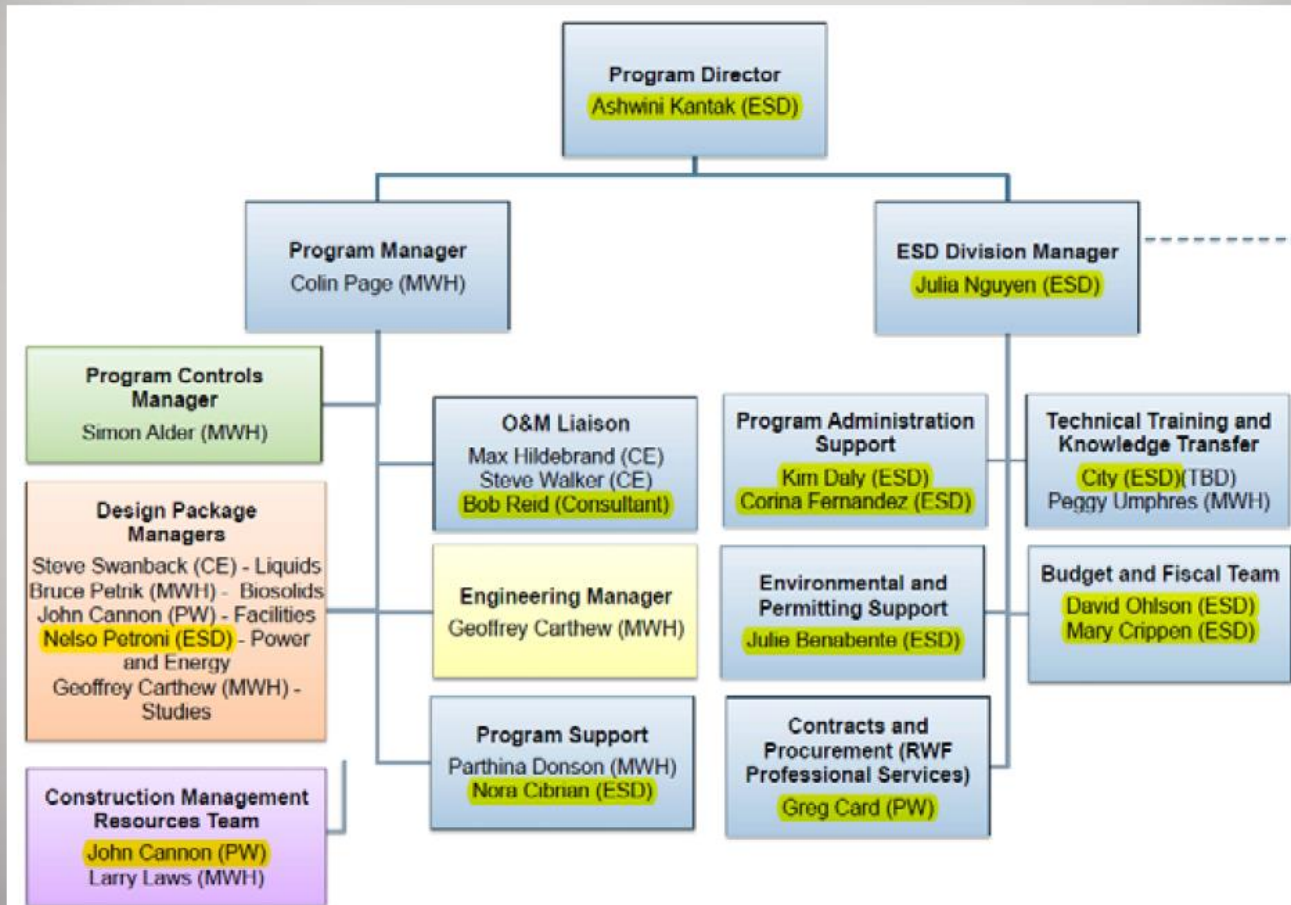 Program Director
Ashwini Kantak (ESD)
Program Manager
Colin Page (MWH)
ESD Division Manager
Julia Nguyen (ESD)
Program Controls
Manager
Simon Alder (MWH)
Design Package
Managers
Steve Swanback (CE) - Liquids
Bruce Petrik (MWH) - Biosolids
John Cannon (PW) - Facilities
Nelso Petroni (ESD) - Power
and Energy
Geoffrey Carthew (MWH) -
Studies
Construction Management
Resources Team
John Cannon (PW)
Larry Laws (MWH)
O&M Liaison
Max Hildebrand (CE)
Steve Walker (CE)
Bob Reid (Consultant)
Engineering Manager
Geoffrey Carthew (MWH)
Program Support
Parthina Donson (MWH)
Nora Cibrian (ESD)
Program Administration
Support
Kim Daly (ESD)
Corina Fernandez (ESD)
Environmental and
Permitting Support
Julie Benabente (ESD)
Contracts and
Procurement (RWF
Professional Services)
Greg Card (PW)
Technical Training and
Knowledge Transfer
City (ESD)(TBD)
Peggy Umphres (MWH)
Budget and Fiscal Team
David Ohlson (ESD)
Mary Crippen (ESD)